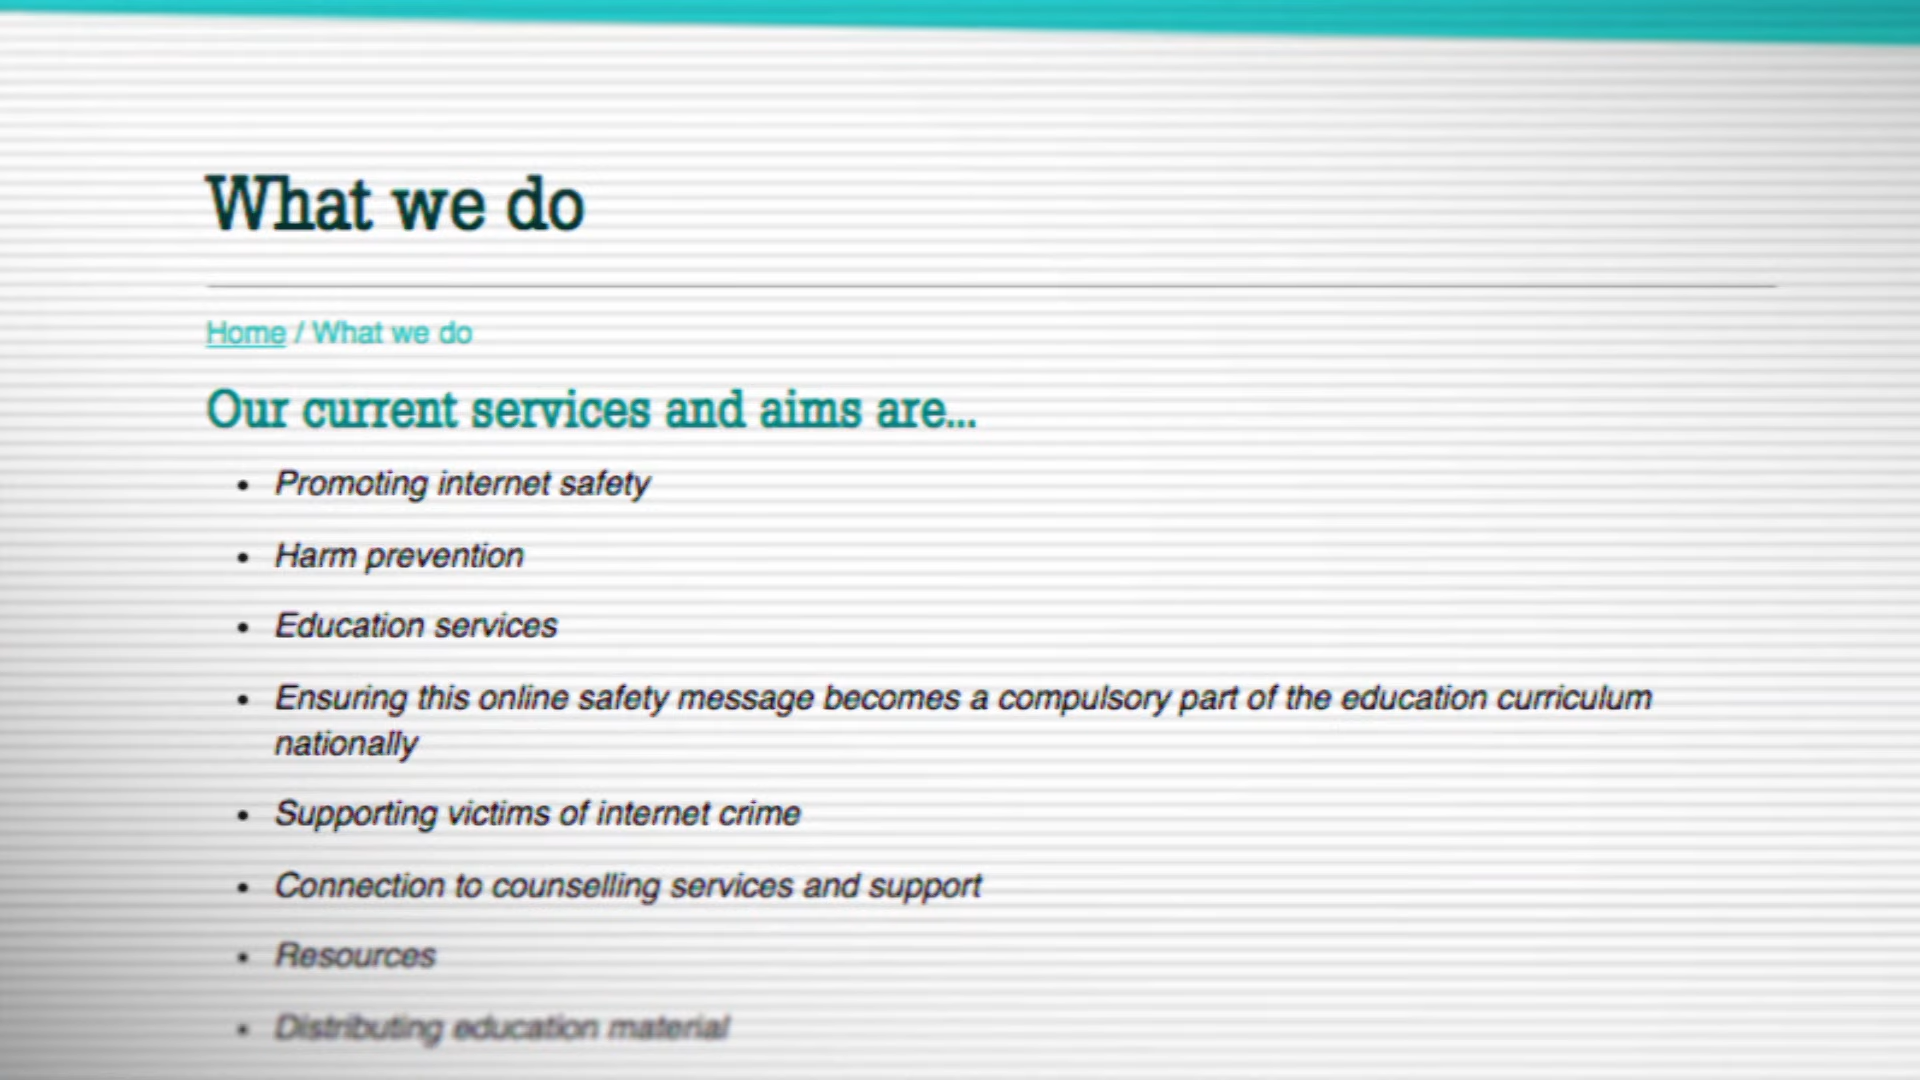 What we do
Home / What we do
Our current services and aims are...
• Promoting internet safety
• Harm prevention
• Education services
• Ensuring this online safety message becomes a compulsory part of the education curriculum
nationally
• Supporting victims of internet crime
• Connection to counselling services and support
• Resources
• Distributing education material